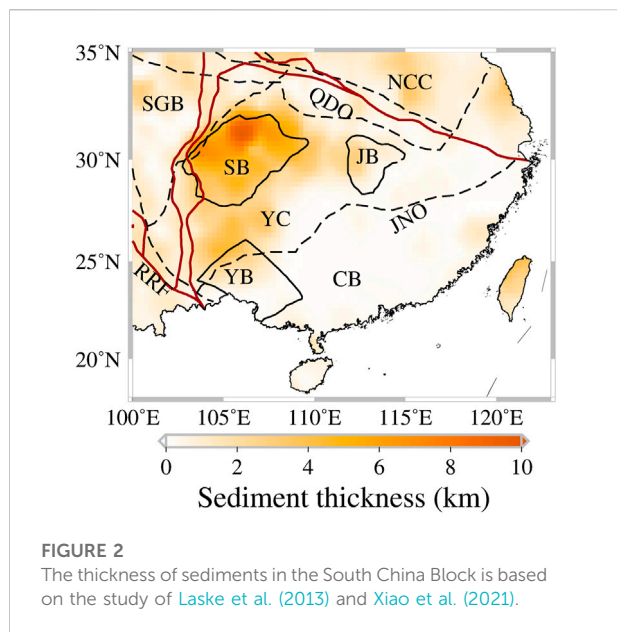 35°N
30°N
25°N
20°N
SGB
QDO
NCC
SB
JB
YC
JNO
RRF
YB
CB
100°E 105°E 110°E 115°E 120°E
0 2 4 6 8 10
Sediment thickness (km)
FIGURE 2
The thickness of sediments in the South China Block is based
on the study of Laske et al. (2013) and Xiao et al. (2021).